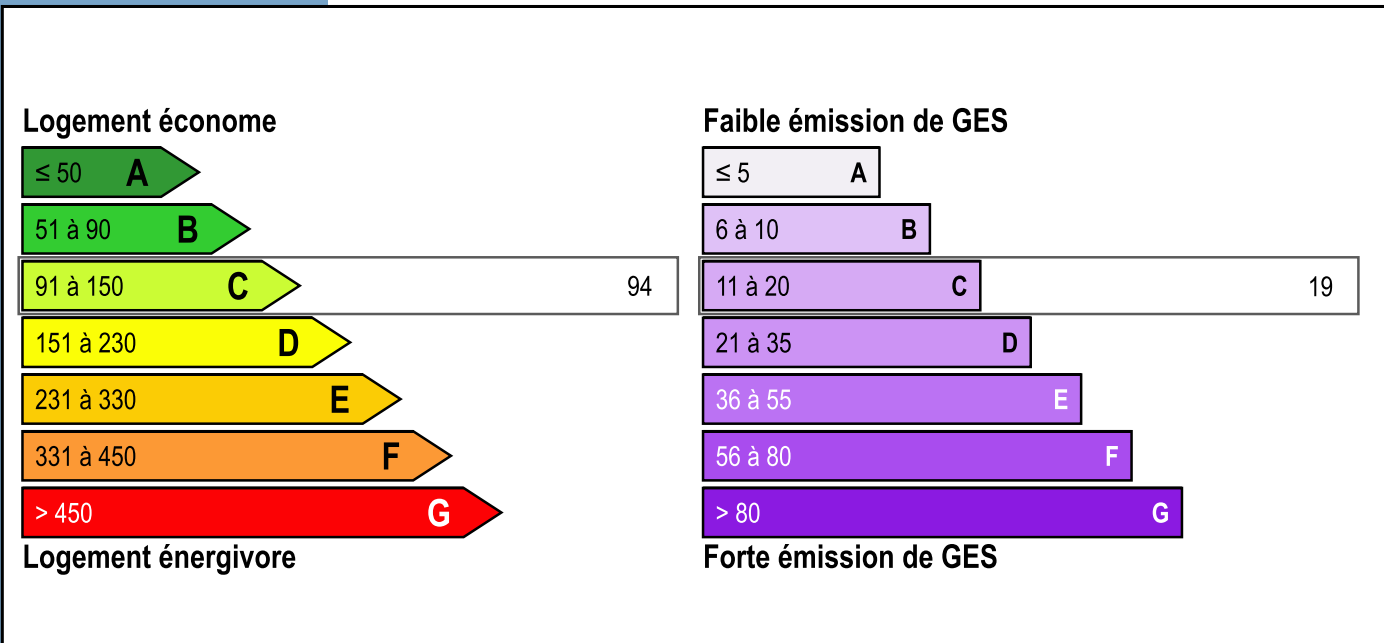 Logement économe
≤ 50 A
51 à 90 B
91 à 150 C 94
151 à 230 D
231 à 330 E
331 à 450 F
> 450 G
Logement énergivore
Faible émission de GES
≤ 5 A
6 à 10 B
11 à 20 C 19
21 à 35 D
36 à 55 E
56 à 80 F
> 80 G
Forte émission de GES